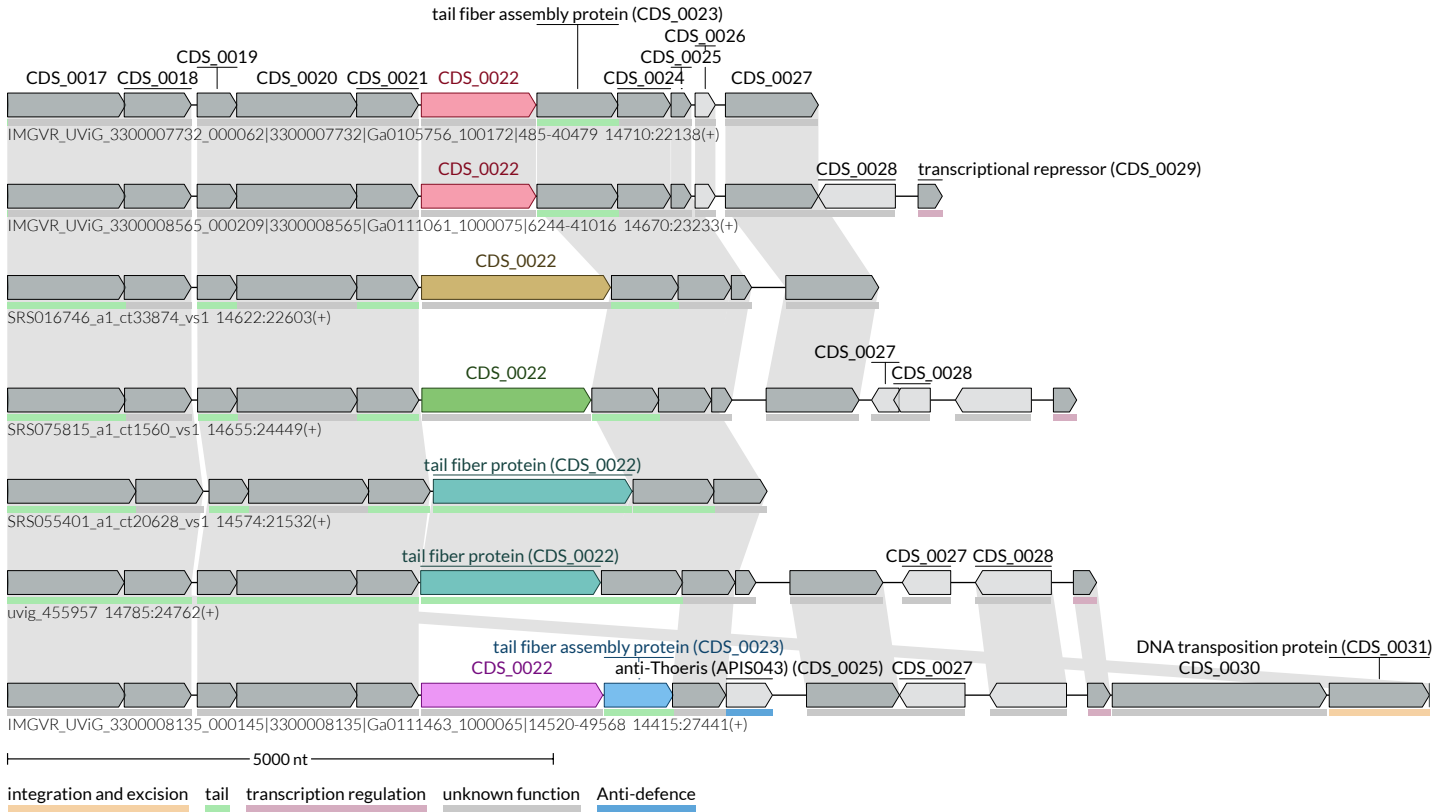 tail fiber assembly protein (CDS_0023)
CDS_0026
CDS_0019 CDS_0025
CDS_0017 CDS_0018 CDS_0020 CDS_0021 CDS_0022 CDS_0024 CDS_0027
IMGVR_UViG_3300007732_000062|3300007732|Ga0105756_100172|485-40479 14710:22138(+)
CDS_0022 CDS_0028 transcriptional repressor (CDS_0029)
IMGVR_UViG_3300008565_000209|3300008565|Ga0111061_1000075|6244-41016 14670:23233(+)
CDS_0022
SRS016746_a1_ct33874_vs1 14622:22603(+)
CDS_0027
CDS_0022 CDS_0028
SRS075815_a1_ct1560_vs1 14655:24449(+)
tail fiber protein (CDS_0022)
SRS055401_a1_ct20628_vs1 14574:21532(+)
tail fiber protein (CDS_0022) CDS_0027 CDS_0028
uvig_455957 14785:24762(+)
tail fiber assembly protein (CDS_0023) DNA transposition protein (CDS_0031)
CDS_0022 anti-Thoeris (APIS043) (CDS_0025) CDS_0027 CDS_0030
IMGVR_UViG_3300008135_000145|3300008135|Ga0111463_1000065|14520-49568 14415:27441(+)
5000 nt
integration and excision tail transcription regulation unknown function Anti-defence